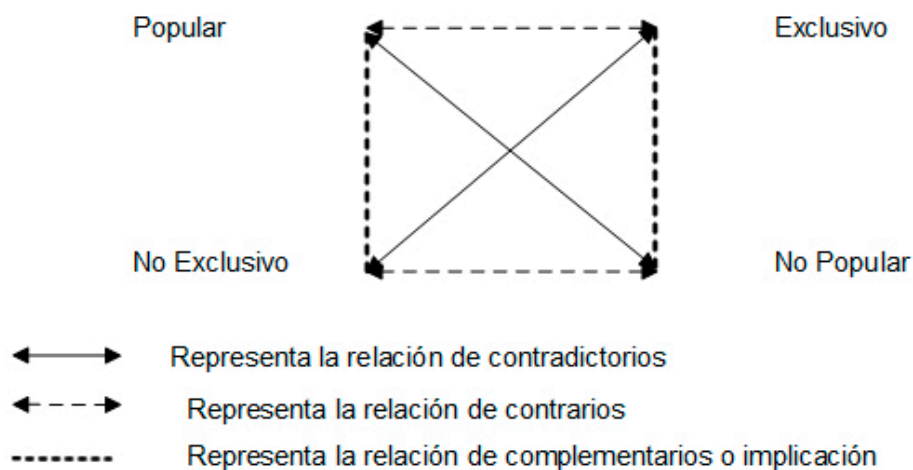 Popular Exclusivo
No Exclusivo No Popular
Representa la relación de contradictorios
Representa la relación de contrarios
Representa la relación de complementarios o implicación